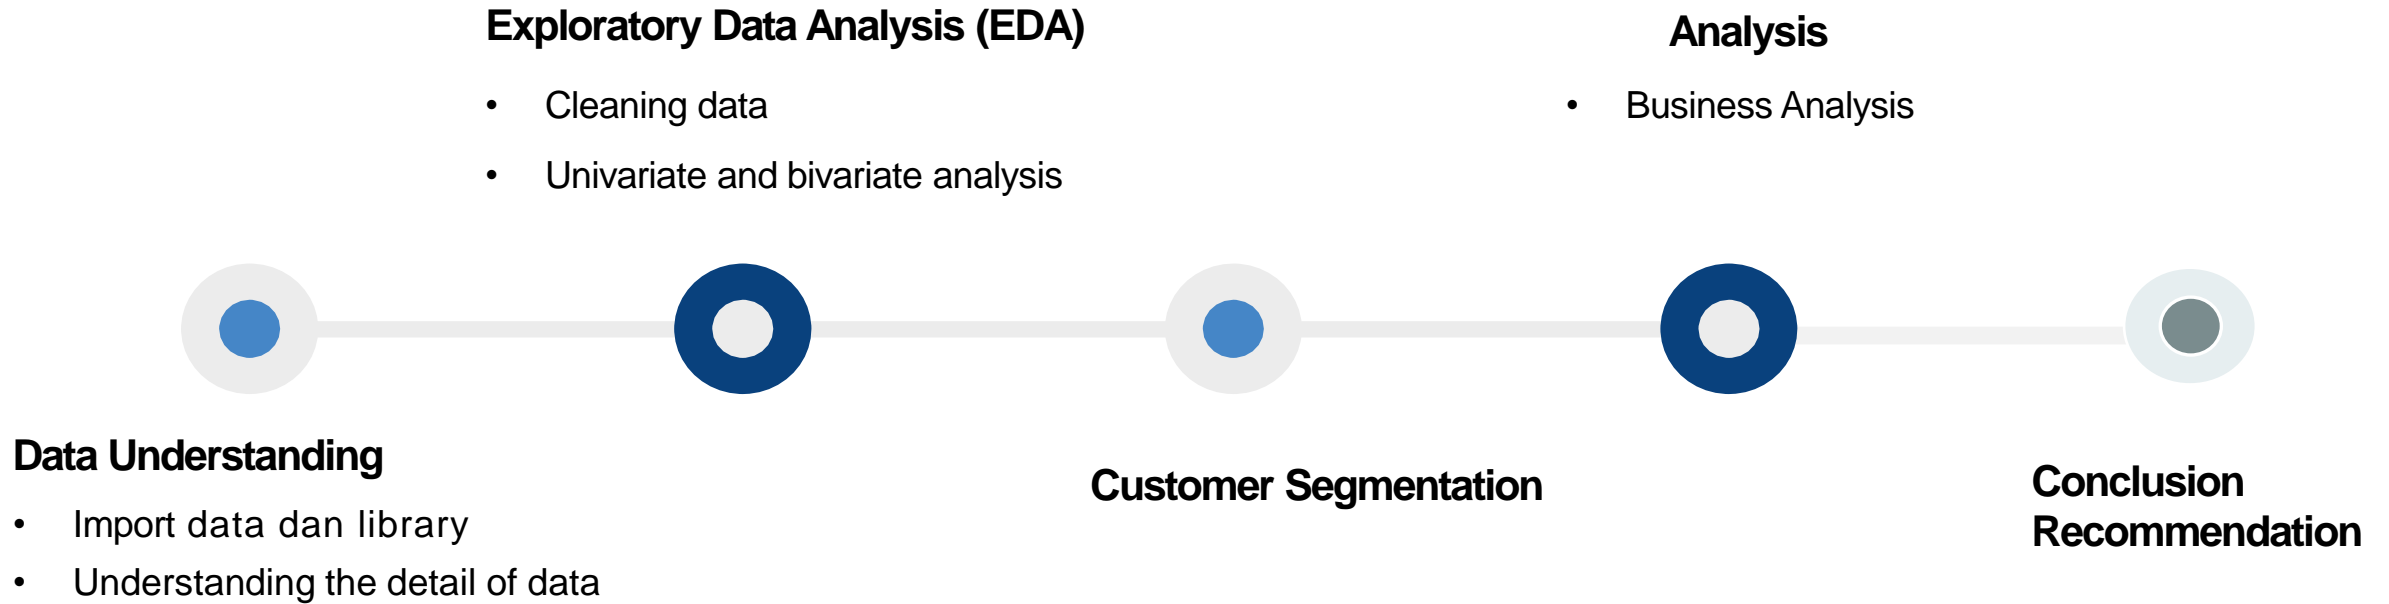 Exploratory Data Analysis (EDA)
• Cleaning data
• Univariate and bivariate analysis
Analysis
• Business Analysis
Data Understanding
• Import data dan library
• Understanding the detail of data
Customer Segmentation
Conclusion
Recommendation